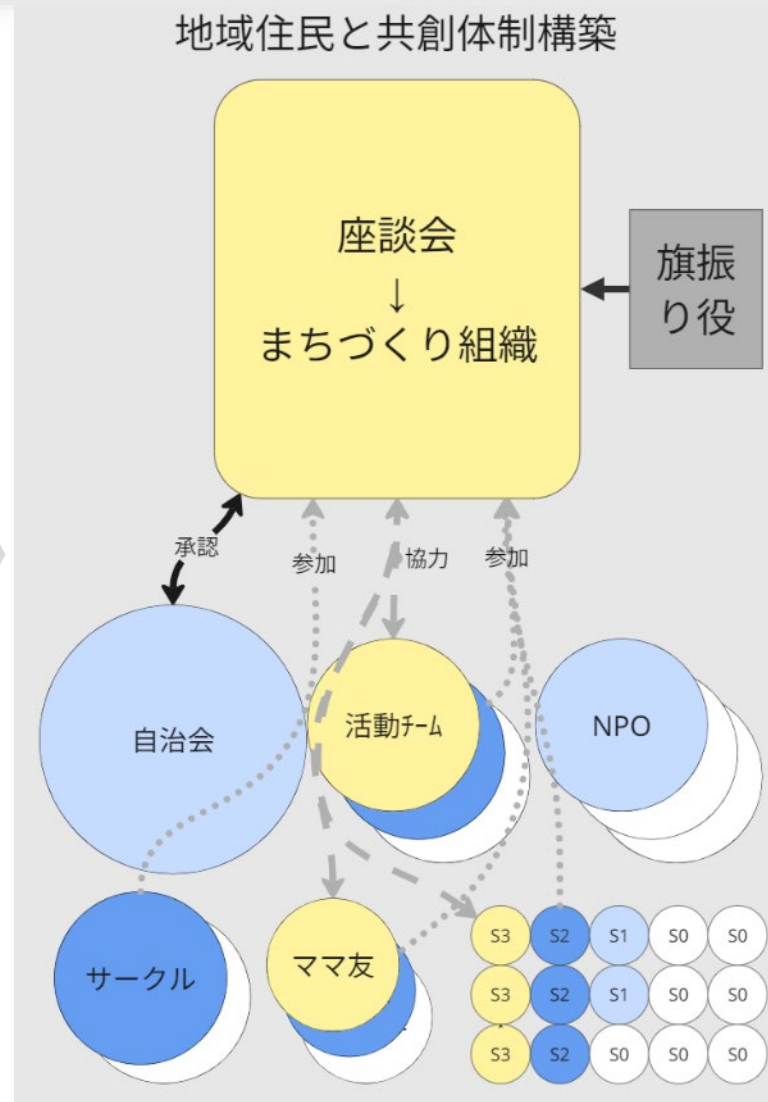 地域住民と共創体制構築
座談会
↓
まちづくり組織
旗振
り役
承認
参加
協力
参加
自治会
活動ﾁｰﾑ
NPO
サークル
ママ友
S3 S2 S1 S0 S0
S3 S2 S1 S0 S0
S3 S2 S0 S0 S0